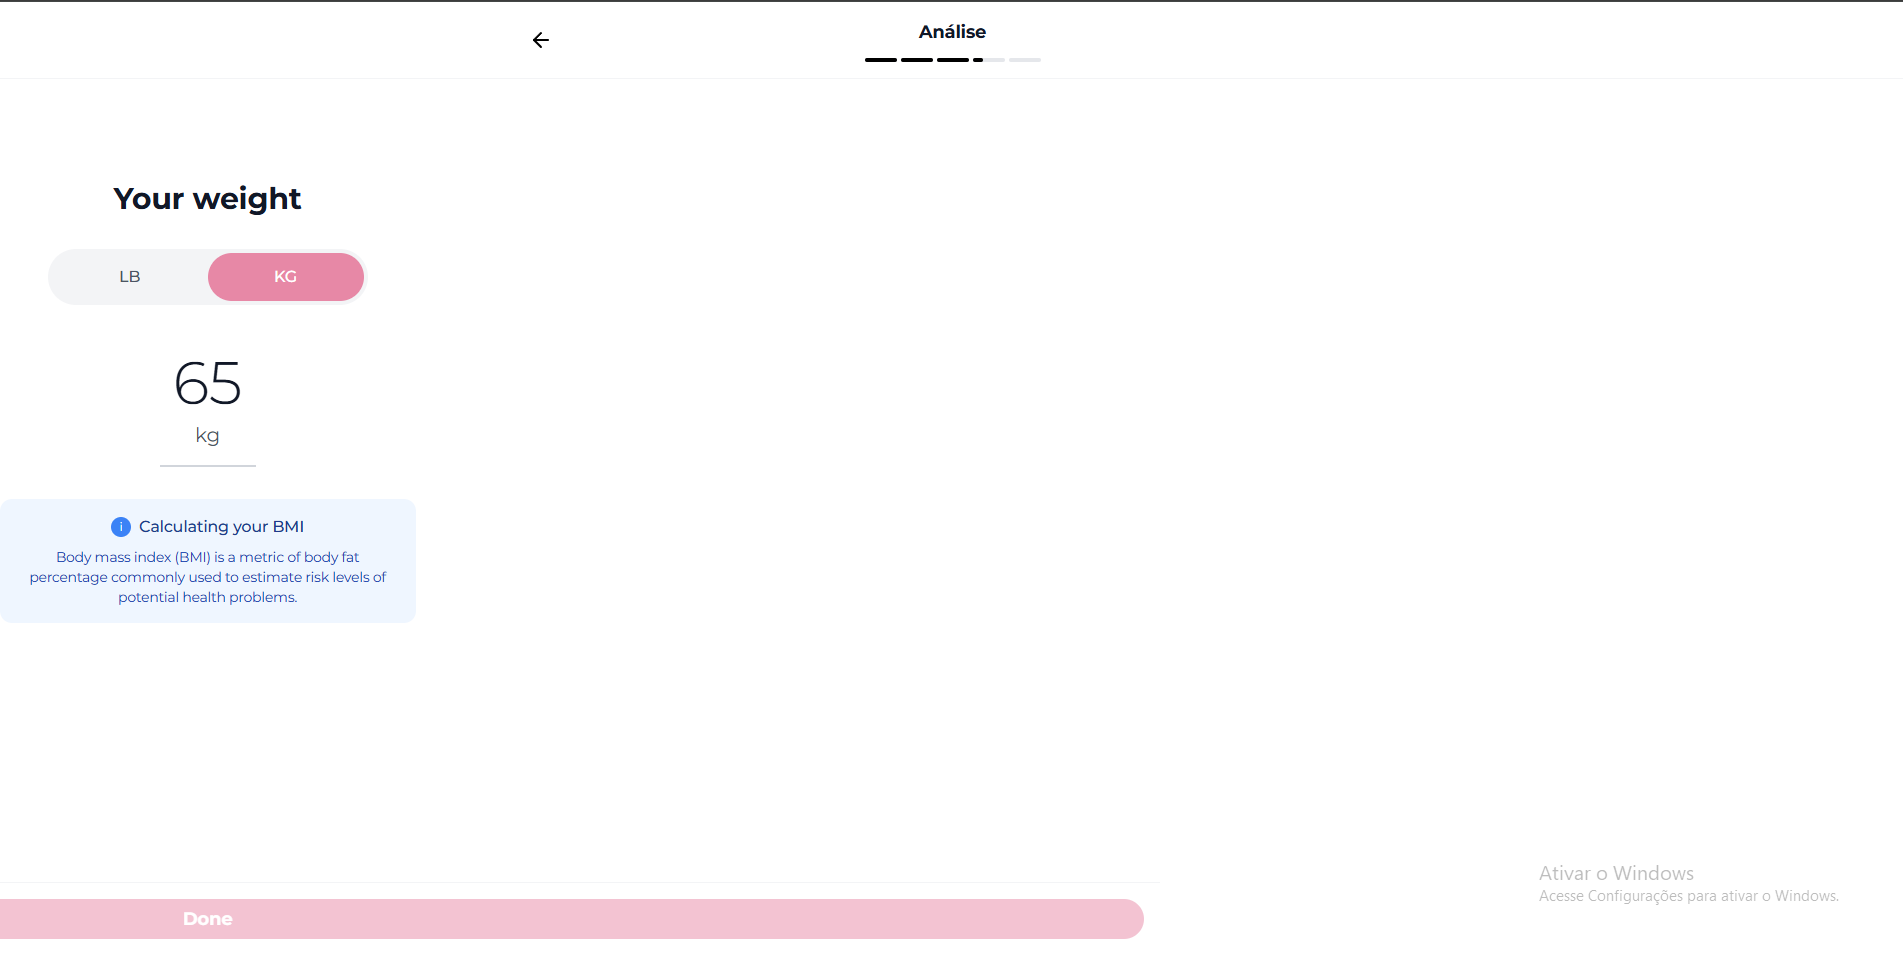 Análise
Your weight
LB
KG
65
kg
i Calculating your BMI
Body mass index (BMI) is a metric of body fat
percentage commonly used to estimate risk levels of
potential health problems.
Ativar o Windows
Acesse Configurações para ativar o Windows.
Done